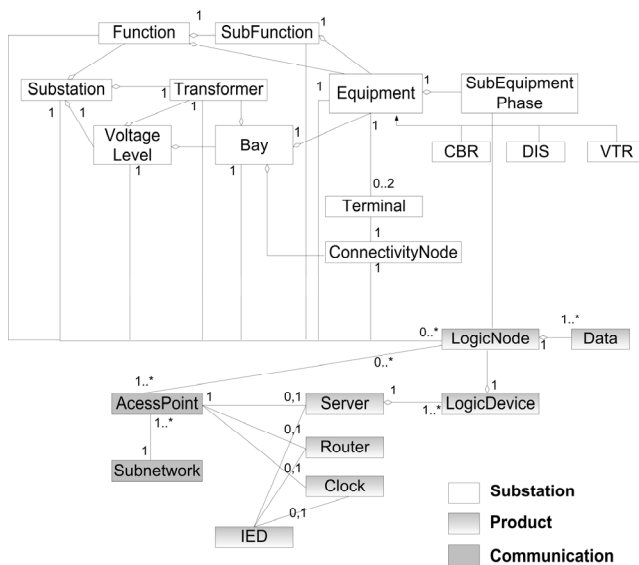 1
1
Function
SubFunction
1
Substation
Transformer
1
Equipment
1
SubEquipment
Phase
1
1
1
1
Voltage
Level
Bay
1
1
CBR
DIS
VTR
1
1
0..2
Terminal
1
ConnectivityNode
1
0..*
LogicNode
1
1..*
Data
0..*
1..*
AcessPoint
1
0,1
Server
1
1
1..*
LogicDevice
1..*
0,1
Router
1
Subnetwork
0,1
Clock
0,1
IED
Substation
Product
Communication